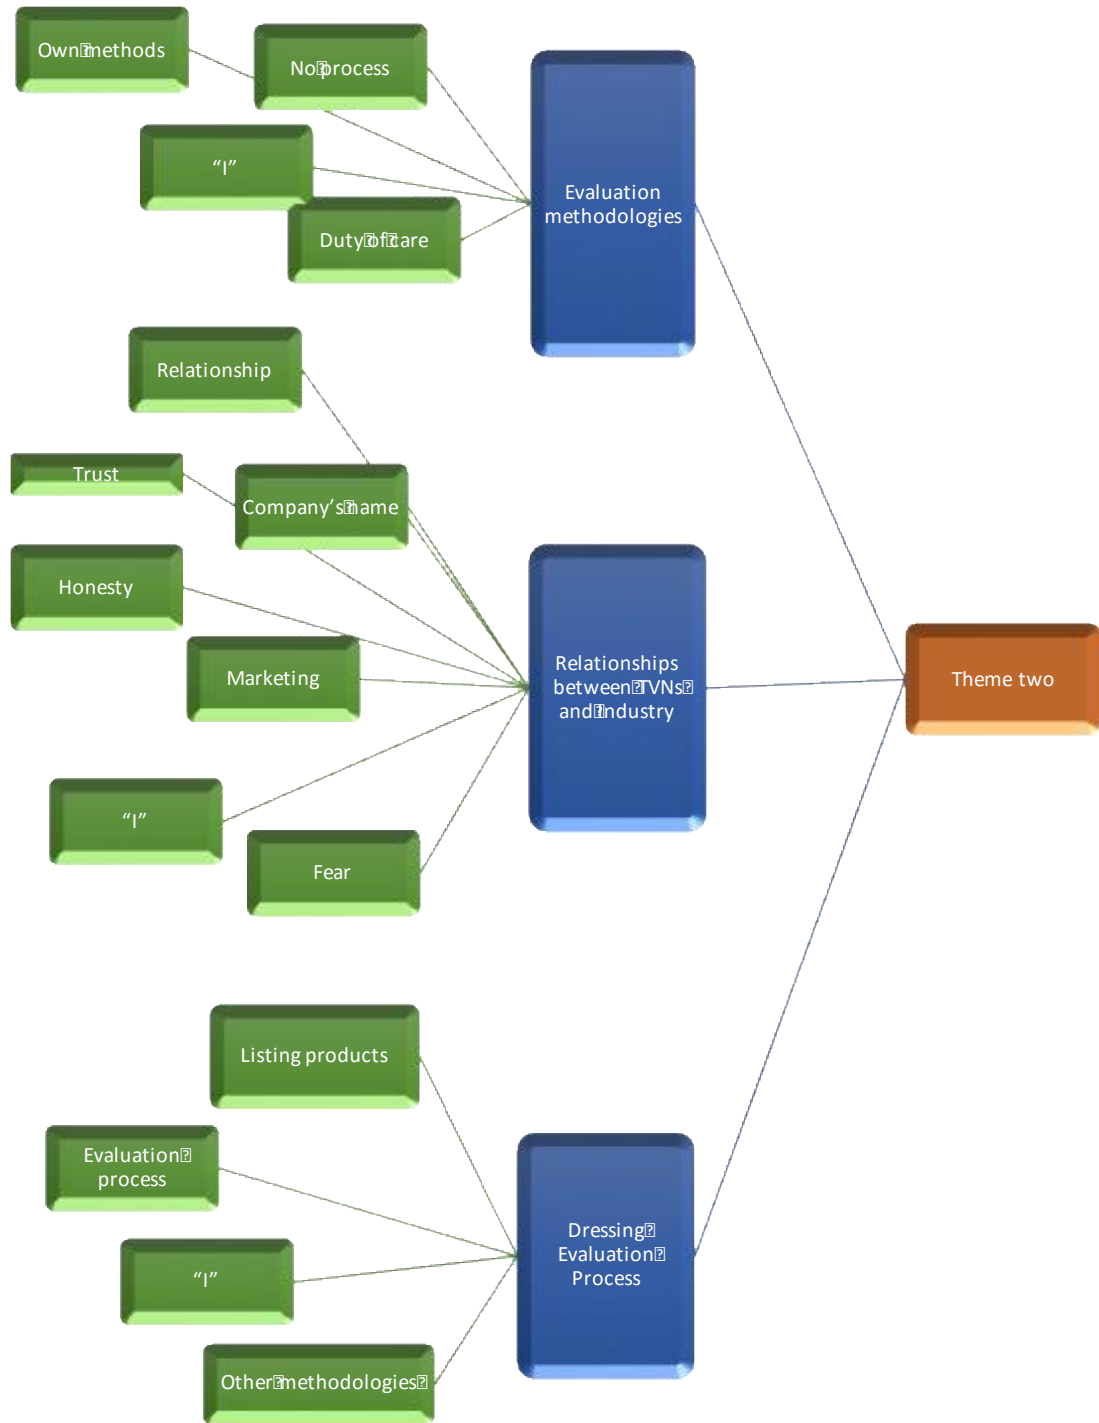 Own methods
No process
“I”
Duty of care
Evaluation
methodologies
Relationship
Trust
Company’s name
Honesty
Marketing
“I”
Fear
Relationships
between TVNs
and Industry
Theme two
Listing products
Evaluation
process
“I”
Other methodologies
Dressing
Evaluation
Process